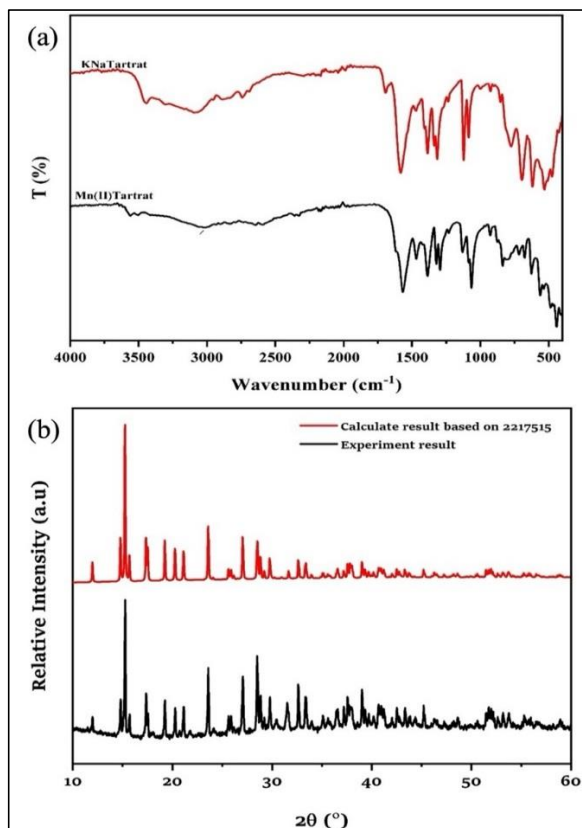 (a)
KNaTartrat
Mn(II)Tartrat
T (%)
4000 3500 3000 2500 2000 1500 1000 500
Wavenumber (cm⁻¹)
(b)
Calculate result based on 2217515
Experiment result
Relative Intensity (a.u)
10 20 30 40 50 60
2θ (°)